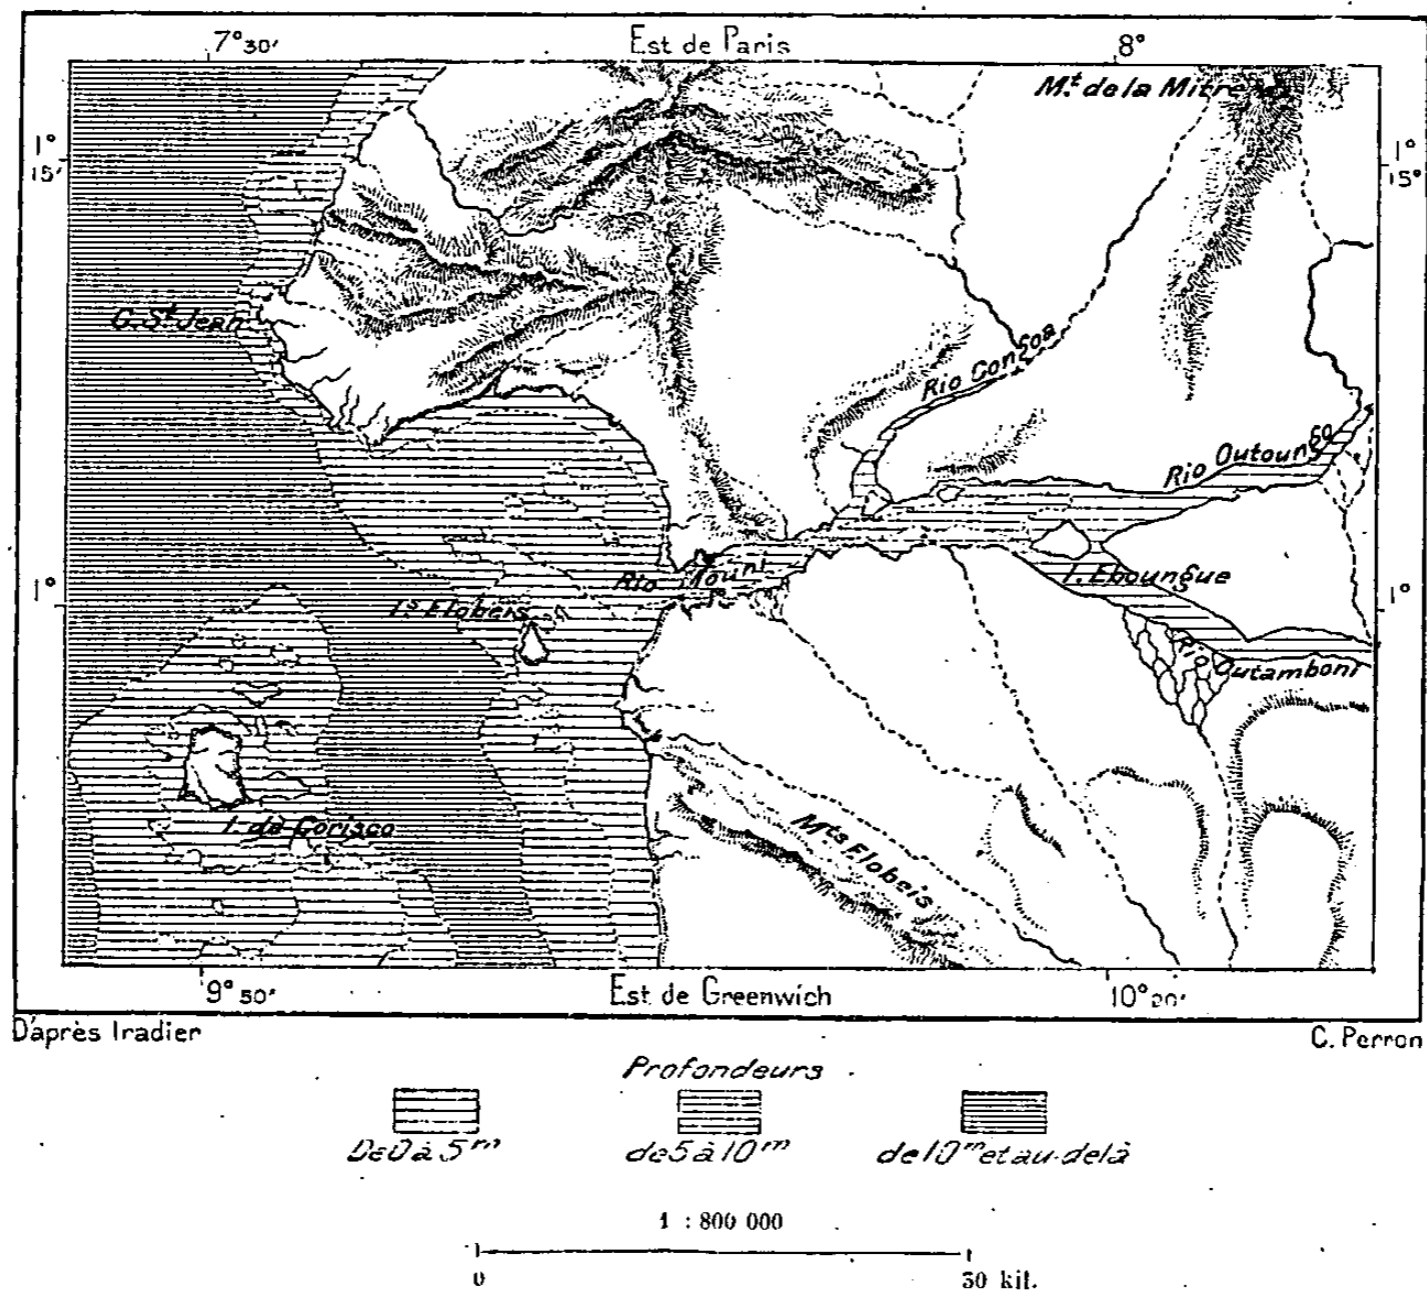 7° 30′
Est de Paris
8°
Mt. de la Mitre
1°
15′
1°
15°
C. St Jean
Rio Congoa
Rio Outoungo
Rio Mouni
1°
Is Elobeis
I. Eboungue
1°
Rio Outamboni
I. dà Corisco
Mts Elobeis
9° 50′
Est de Greenwich
10° 20′
D'après Iradier
C. Perron
Profondeurs
De 0 à 5m
de 5 à 10m
de 10m et au-delà
1 : 800 000
0
30 kil.